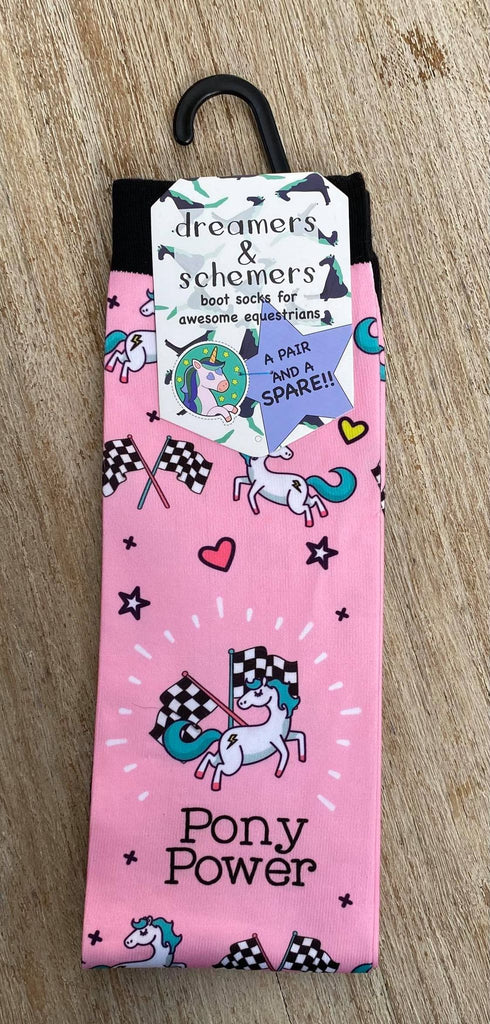 dreamers
&
schemers
boot socks for
awesome equestrians
A PAIR
AND A
SPARE!!
Pony
Power